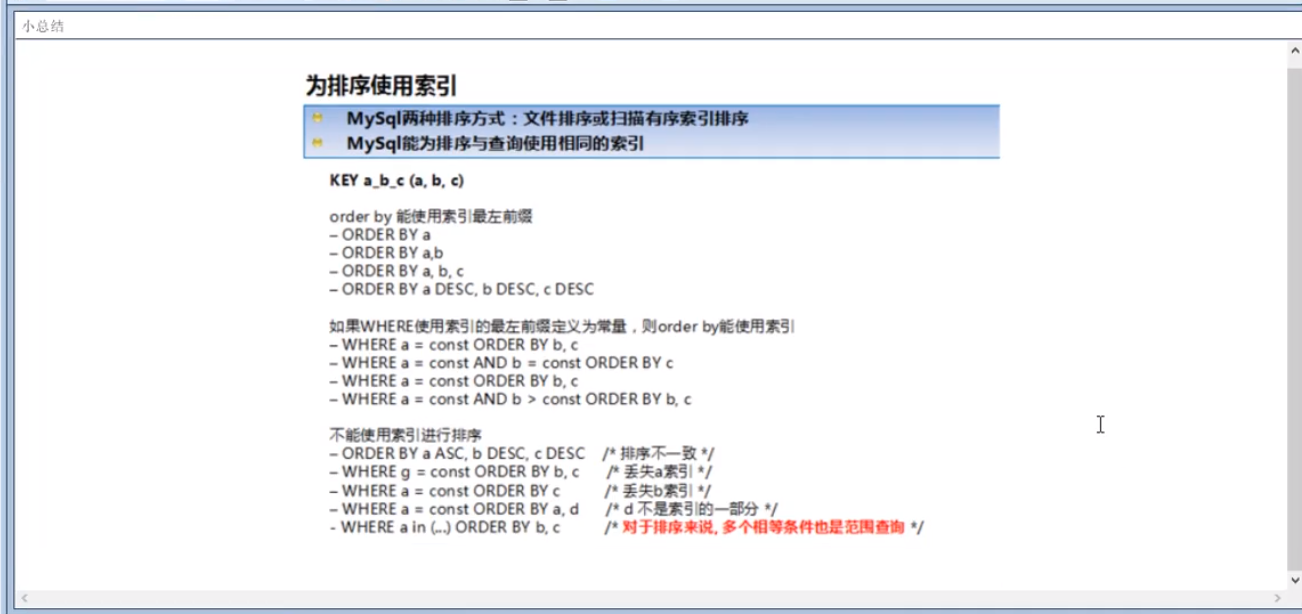 小总结
为排序使用索引
MySql两种排序方式：文件排序或扫描有序索引排序
MySql能为排序与查询使用相同的索引
KEY a_b_c (a, b, c)
order by 能使用索引最左前缀
– ORDER BY a
– ORDER BY a,b
– ORDER BY a, b, c
– ORDER BY a DESC, b DESC, c DESC
如果WHERE使用索引的最左前缀定义为常量，则order by能使用索引
– WHERE a = const ORDER BY b, c
– WHERE a = const AND b = const ORDER BY c
– WHERE a = const ORDER BY b, c
– WHERE a = const AND b > const ORDER BY b, c
不能使用索引进行排序
– ORDER BY a ASC, b DESC, c DESC /* 排序不一致 */
– WHERE g = const ORDER BY b, c /* 丢失a索引 */
– WHERE a = const ORDER BY c /* 丢失b索引 */
– WHERE a = const ORDER BY a, d /* d 不是索引的一部分 */
- WHERE a in (...) ORDER BY b, c /* 对于排序来说, 多个相等条件也是范围查询 */